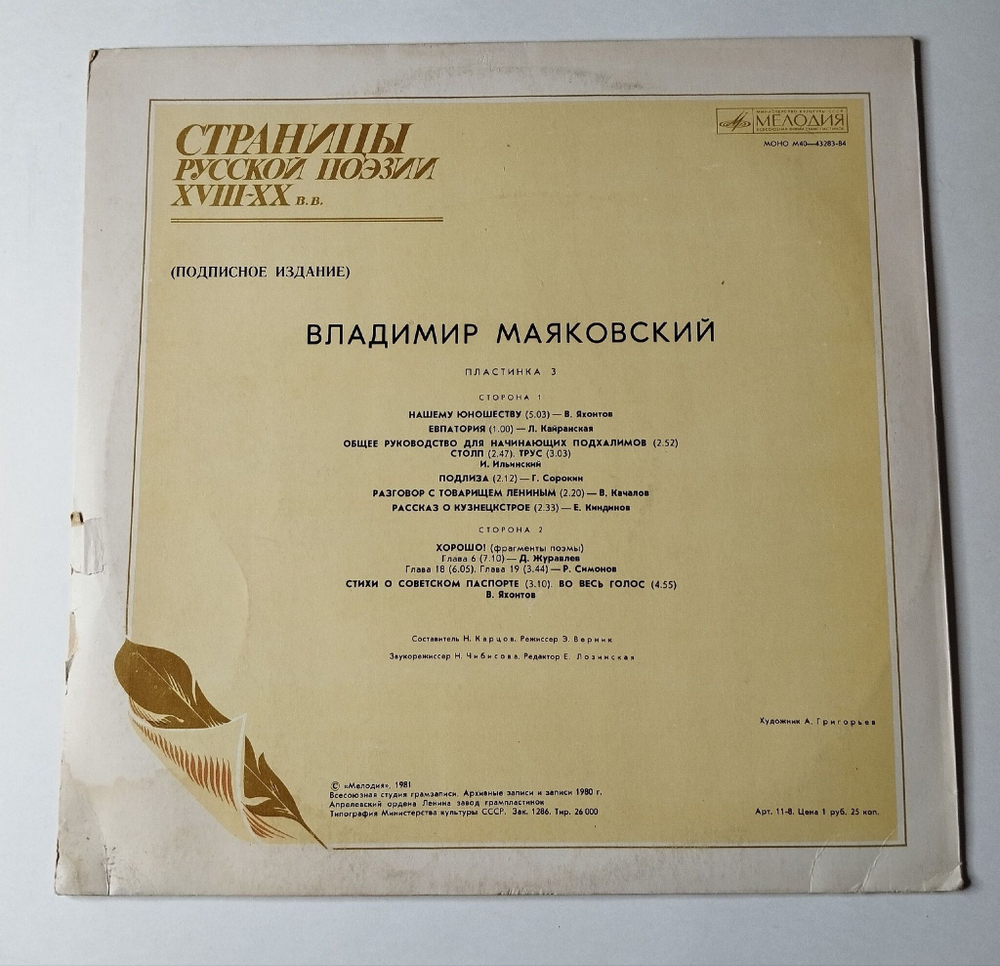 СТРАНИЦЫ
РУССКОЙ ПОЭЗИИ
XVIII-XX В.В.
МИНИСТЕРСТВО КУЛЬТУРЫ СССР
МЕЛОДИЯ
ВСЕСОЮЗНАЯ ФИРМА ГРАМПЛАСТИНОК
МОНО М40—43283-84
(ПОДПИСНОЕ ИЗДАНИЕ)
ВЛАДИМИР МАЯКОВСКИЙ
ПЛАСТИНКА 3
СТОРОНА 1
НАШЕМУ ЮНОШЕСТВУ (5.03) — В. Яхонтов
ЕВПАТОРИЯ (1.00) — Л. Кайранская
ОБЩЕЕ РУКОВОДСТВО ДЛЯ НАЧИНАЮЩИХ ПОДХАЛИМОВ (2.52)
СТОЛП (2.47). ТРУС (3.03)
И. Ильинский
ПОДЛИЗА (2.12) — Г. Сорокин
РАЗГОВОР С ТОВАРИЩЕМ ЛЕНИНЫМ (2.20) — В. Качалов
РАССКАЗ О КУЗНЕЦКСТРОЕ (2.33) — Е. Киндинов
СТОРОНА 2
ХОРОШО! (фрагменты поэмы)
Глава 6 (7.10) — Д. Журавлев
Глава 18 (6.05). Глава 19 (3.44) — Р. Симонов
СТИХИ О СОВЕТСКОМ ПАСПОРТЕ (3.10). ВО ВЕСЬ ГОЛОС (4.55)
В. Яхонтов
Составитель Н. Карцов. Режиссер Э. Верник
Звукорежиссер Н. Чибисова. Редактор Е. Лозинская
Художник А. Григорьев
© «Мелодия», 1981
Всесоюзная студия грамзаписи. Архивные записи и записи 1980 г.
Апрелевский ордена Ленина завод грампластинок
Типография Министерства культуры СССР. Зак. 1286. Тир. 26 000
Арт. 11-8. Цена 1 руб. 25 коп.